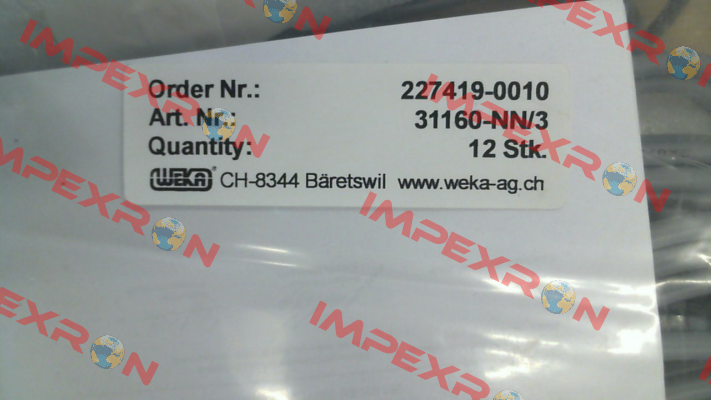 Order Nr.: 227419-0010
Art. Nr.: 31160-NN/3
Quantity: 12 Stk.
WEKA® CH-8344 Bäretswil www.weka-ag.ch
IMPEXRON
IMPEXRON
IMPEXRON
IMPEXRON
IMPEXRON
IMPEXRON
IMPEXRON